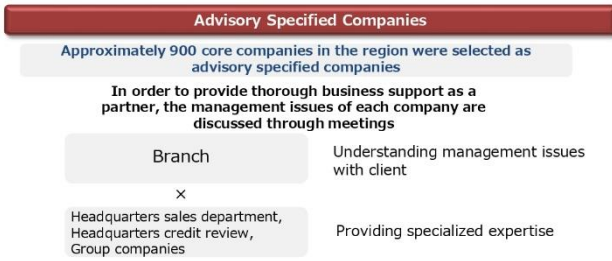 Advisory Specified Companies
Approximately 900 core companies in the region were selected as
advisory specified companies
In order to provide thorough business support as a
partner, the management issues of each company are
discussed through meetings
Branch
Understanding management issues
with client
×
Headquarters sales department,
Headquarters credit review,
Group companies
Providing specialized expertise